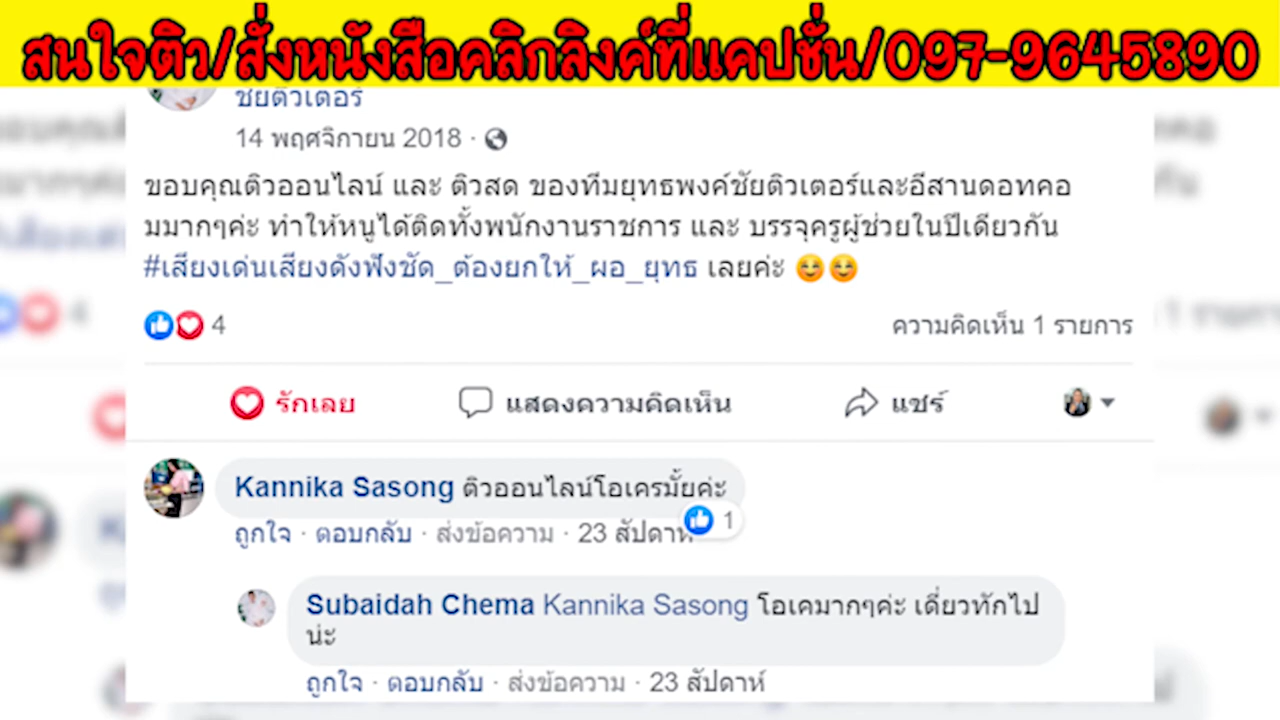 สนใจติว/สั่งหนังสือคลิกลิงค์ที่แคปชั่น/097-9645890
ชัยติวเตอร์
14 พฤศจิกายน 2018 ·
ขอบคุณติวออนไลน์ และ ติวสด ของทีมยุทธพงค์ชัยติวเตอร์และอีสานดอทคอ
มมากๆค่ะ ทำให้หนูได้ติดทั้งพนักงานราชการ และ บรรจุครูผู้ช่วยในปีเดียวกัน
#เสียงเด่นเสียงดังฟังชัด_ต้องยกให้_ผอ_ยุทธ เลยค่ะ 😊😊
4 ความคิดเห็น 1 รายการ
รักเลย แสดงความคิดเห็น แชร์
Kannika Sasong ติวออนไลน์โอเครมั้ยค่ะ
ถูกใจ · ตอบกลับ · ส่งข้อความ · 23 สัปดาห์ 1
Subaidah Chema Kannika Sasong โอเคมากๆค่ะ เดี่ยวทักไป
น่ะ
ถูกใจ · ตอบกลับ · ส่งข้อความ · 23 สัปดาห์